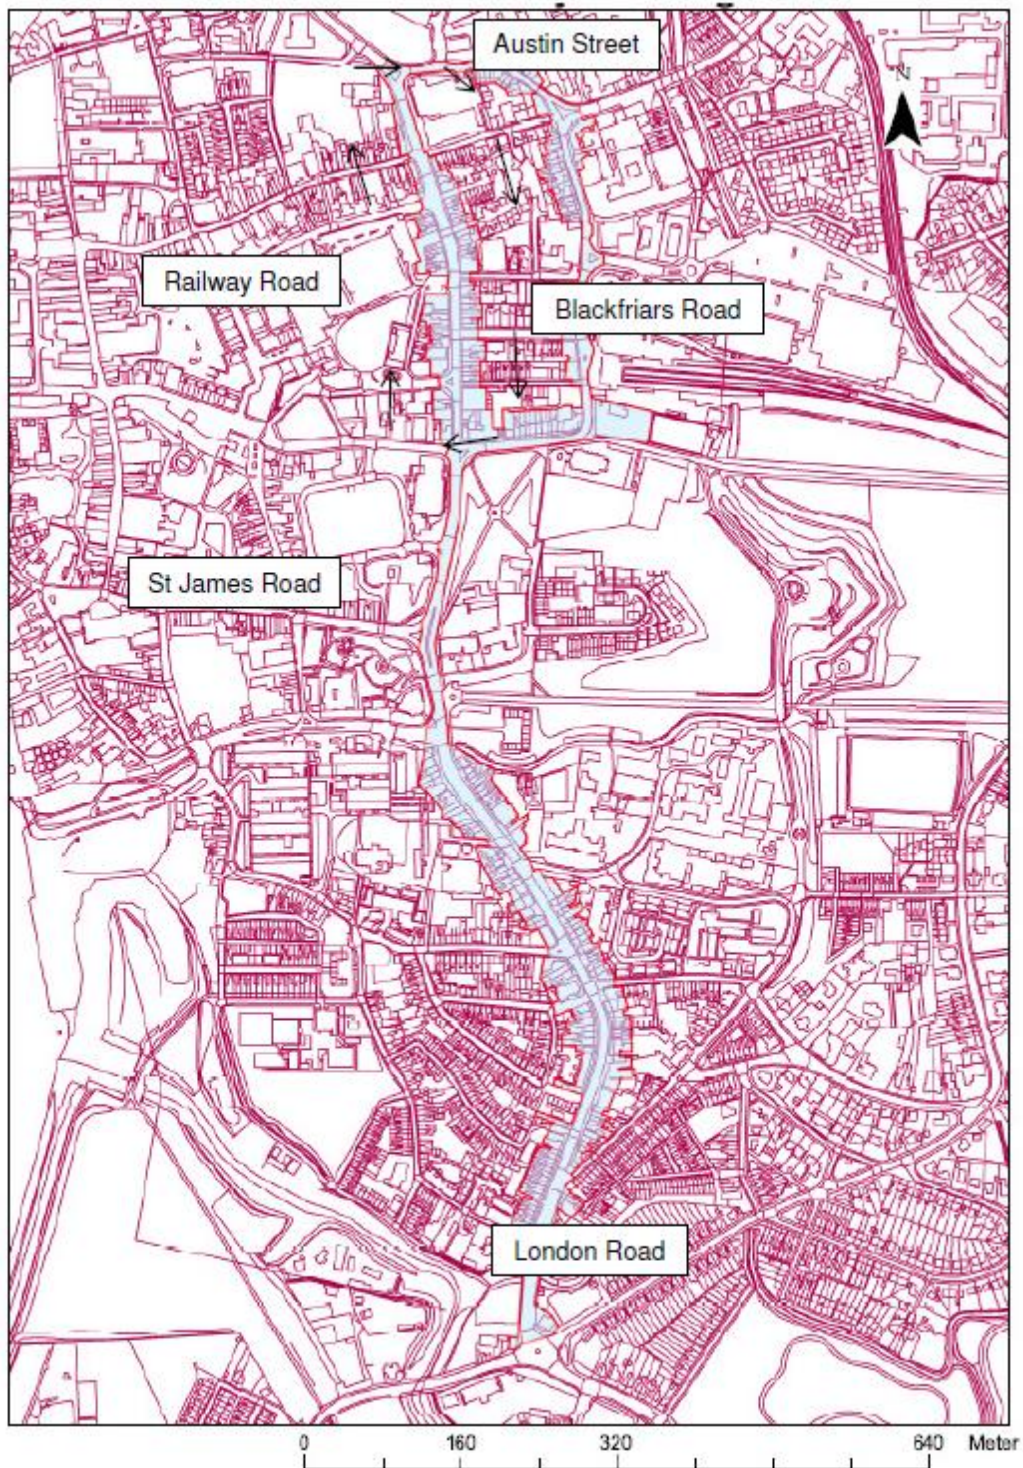 Austin Street
N
Railway Road
Blackfriars Road
St James Road
London Road
0 160 320 640 Meter